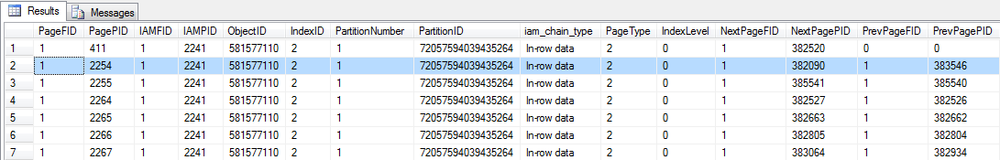 Results Messages
PageFID PagePID IAMFID IAMPID ObjectID IndexID PartitionNumber PartitionID iam_chain_type PageType IndexLevel NextPageFID NextPagePID PrevPageFID PrevPagePID
1 1 411 1 2241 581577110 2 1 72057594039435264 In-row data 2 0 1 382520 0 0
2 1 2254 1 2241 581577110 2 1 72057594039435264 In-row data 2 0 1 382090 1 383546
3 1 2255 1 2241 581577110 2 1 72057594039435264 In-row data 2 0 1 385541 1 385540
4 1 2264 1 2241 581577110 2 1 72057594039435264 In-row data 2 0 1 382527 1 382526
5 1 2265 1 2241 581577110 2 1 72057594039435264 In-row data 2 0 1 382663 1 382662
6 1 2266 1 2241 581577110 2 1 72057594039435264 In-row data 2 0 1 382805 1 382804
7 1 2267 1 2241 581577110 2 1 72057594039435264 In-row data 2 0 1 383064 1 382934